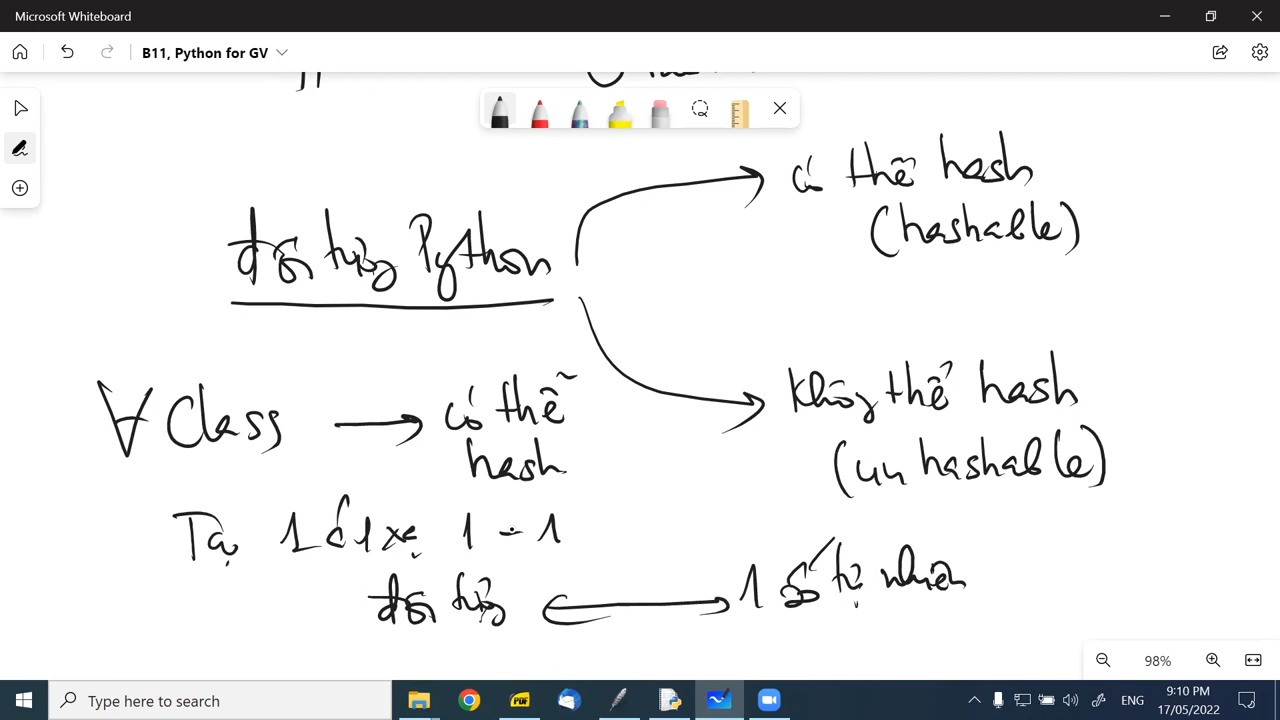 Microsoft Whiteboard
B11, Python for GV
có thể hash
(hashable)
đối tượng Python
∀ Class → có thể
hash
không thể hash
(unhashable)
Tạo 1 ánh xạ 1 - 1
đối tượng ↔ 1 số tự nhiên
98%
Type here to search
PDF
ENG
9:10 PM
17/05/2022